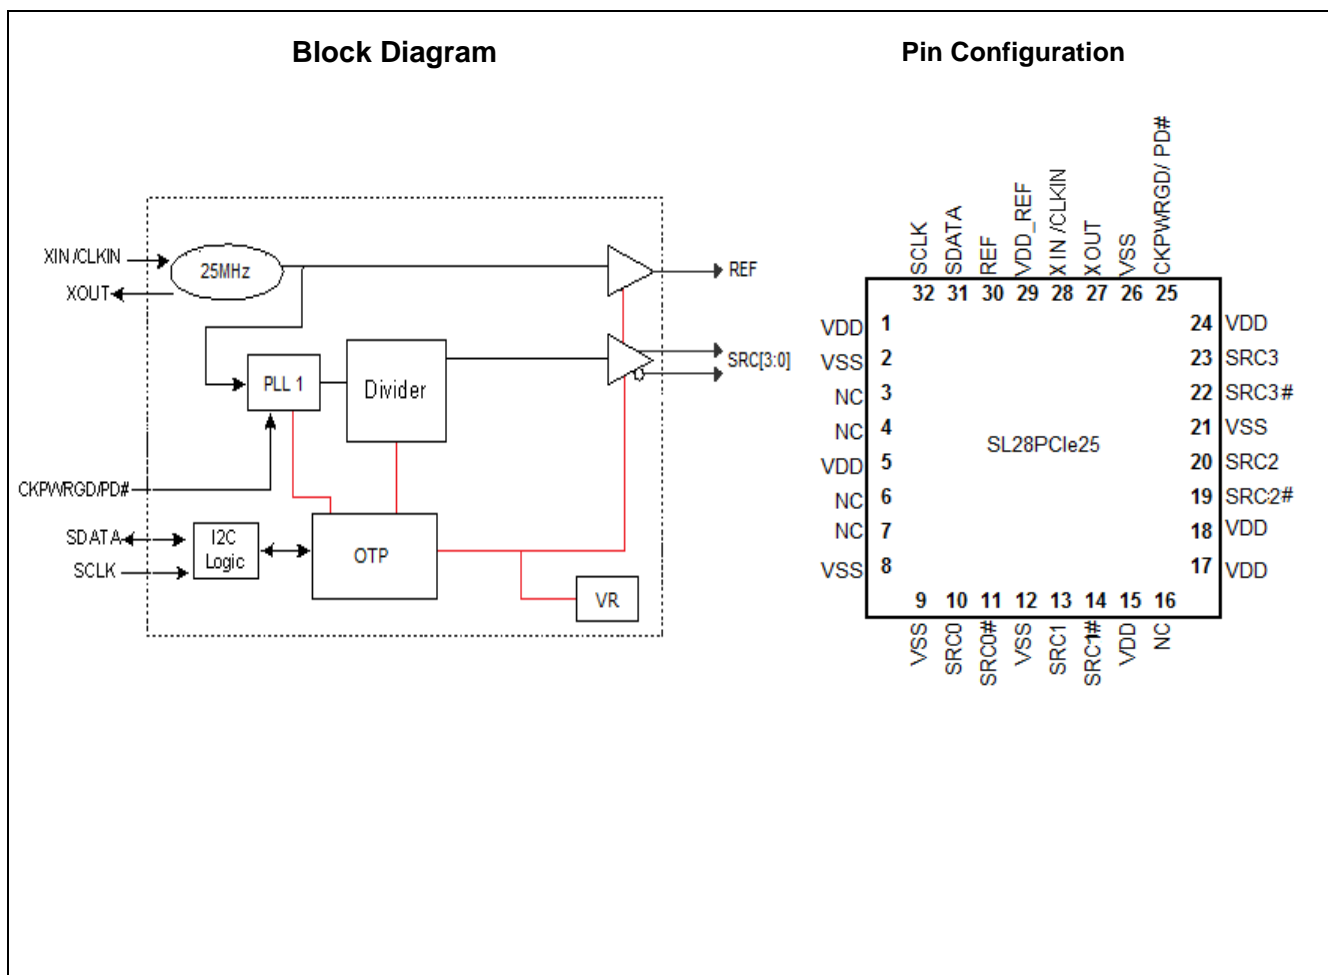 Block Diagram
Pin Configuration
XIN/CLKIN
XOUT
25MHz
REF
PLL 1
Divider
SRC[3:0]
CKPWRGD/PD#
SDATA
SCLK
I2C
Logic
OTP
VR
SCLK
SDATA
REF
VDD_REF
XIN/CLKIN
XOUT
VSS
CKPWRGD/ PD#
32 31 30 29 28 27 26 25
VDD 1
VSS 2
NC 3
NC 4
VDD 5
NC 6
NC 7
VSS 8
SL28PCIe25
24 VDD
23 SRC3
22 SRC3#
21 VSS
20 SRC2
19 SRC2#
18 VDD
17 VDD
9 10 11 12 13 14 15 16
VSS
SRC0
SRC0#
VSS
SRC1
SRC1#
VDD
NC